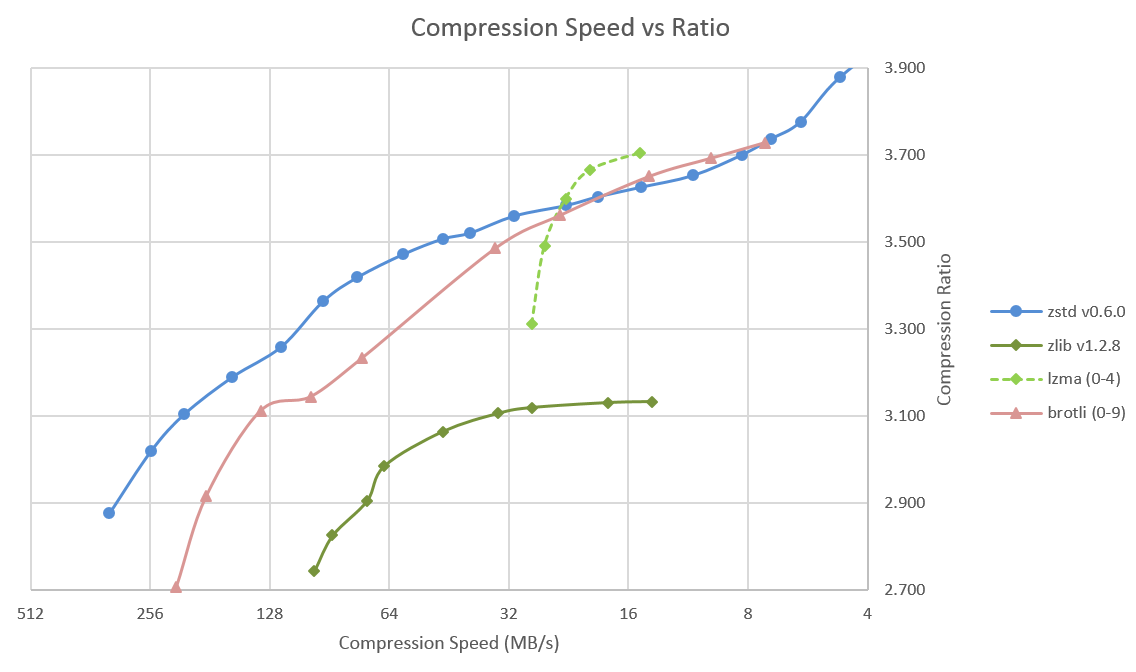 Compression Speed vs Ratio
3.900
3.700
3.500
3.300
3.100
2.900
2.700
Compression Ratio
512 256 128 64 32 16 8 4
Compression Speed (MB/s)
zstd v0.6.0
zlib v1.2.8
lzma (0-4)
brotli (0-9)